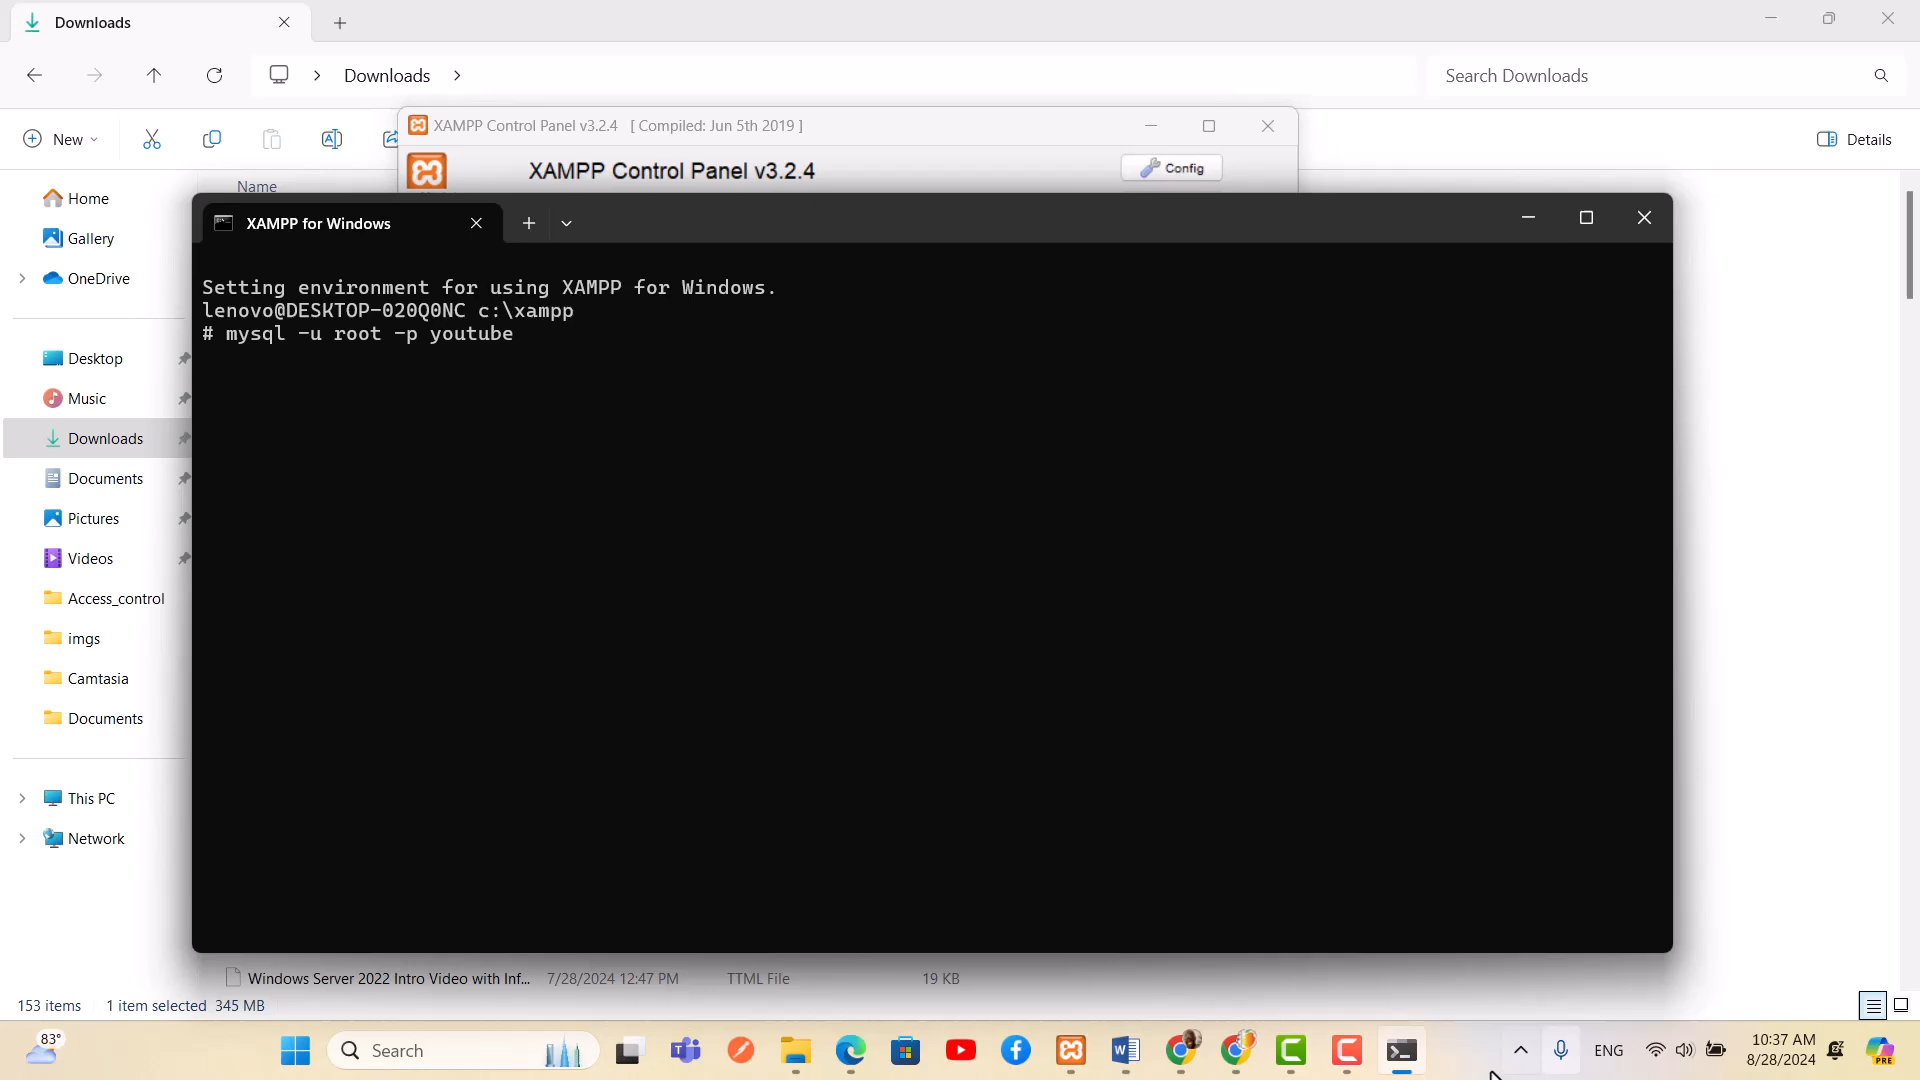 Downloads
Downloads
Search Downloads
New
Details
XAMPP Control Panel v3.2.4 [ Compiled: Jun 5th 2019 ]
XAMPP Control Panel v3.2.4
Config
Name
Home
Gallery
OneDrive
Desktop
Music
Downloads
Documents
Pictures
Videos
Access_control
imgs
Camtasia
Documents
This PC
Network
XAMPP for Windows
Setting environment for using XAMPP for Windows.
lenovo@DESKTOP-020Q0NC c:\xampp
# mysql -u root -p youtube
Windows Server 2022 Intro Video with Inf... 7/28/2024 12:47 PM TTML File 19 KB
153 items 1 item selected 345 MB
83°
Search
ENG
10:37 AM
8/28/2024
PRE